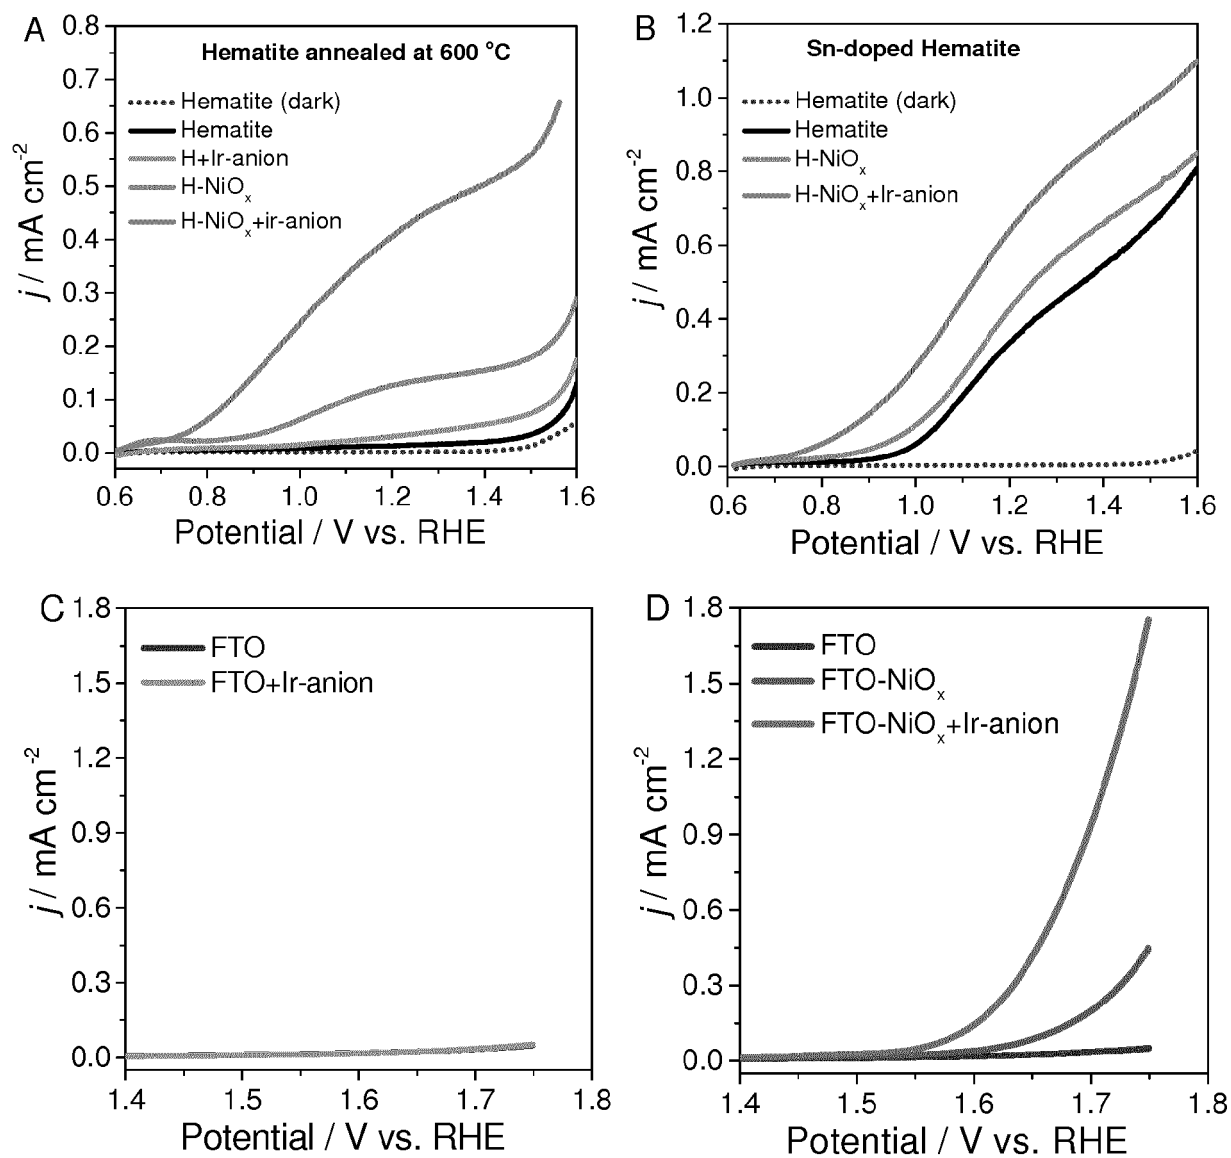 A
Hematite annealed at 600 °C
Hematite (dark)
Hematite
H+Ir-anion
H-NiOx
H-NiOx+ir-anion
j / mA cm-2
0.8
0.7
0.6
0.5
0.4
0.3
0.2
0.1
0.0
0.6 0.8 1.0 1.2 1.4 1.6
Potential / V vs. RHE
B
Sn-doped Hematite
Hematite (dark)
Hematite
H-NiOx
H-NiOx+Ir-anion
j / mA cm-2
1.2
1.0
0.8
0.6
0.4
0.2
0.0
0.6 0.8 1.0 1.2 1.4 1.6
Potential / V vs. RHE
C
FTO
FTO+Ir-anion
j / mA cm-2
1.8
1.5
1.2
0.9
0.6
0.3
0.0
1.4 1.5 1.6 1.7 1.8
Potential / V vs. RHE
D
FTO
FTO-NiOx
FTO-NiOx+Ir-anion
j / mA cm-2
1.8
1.5
1.2
0.9
0.6
0.3
0.0
1.4 1.5 1.6 1.7 1.8
Potential / V vs. RHE